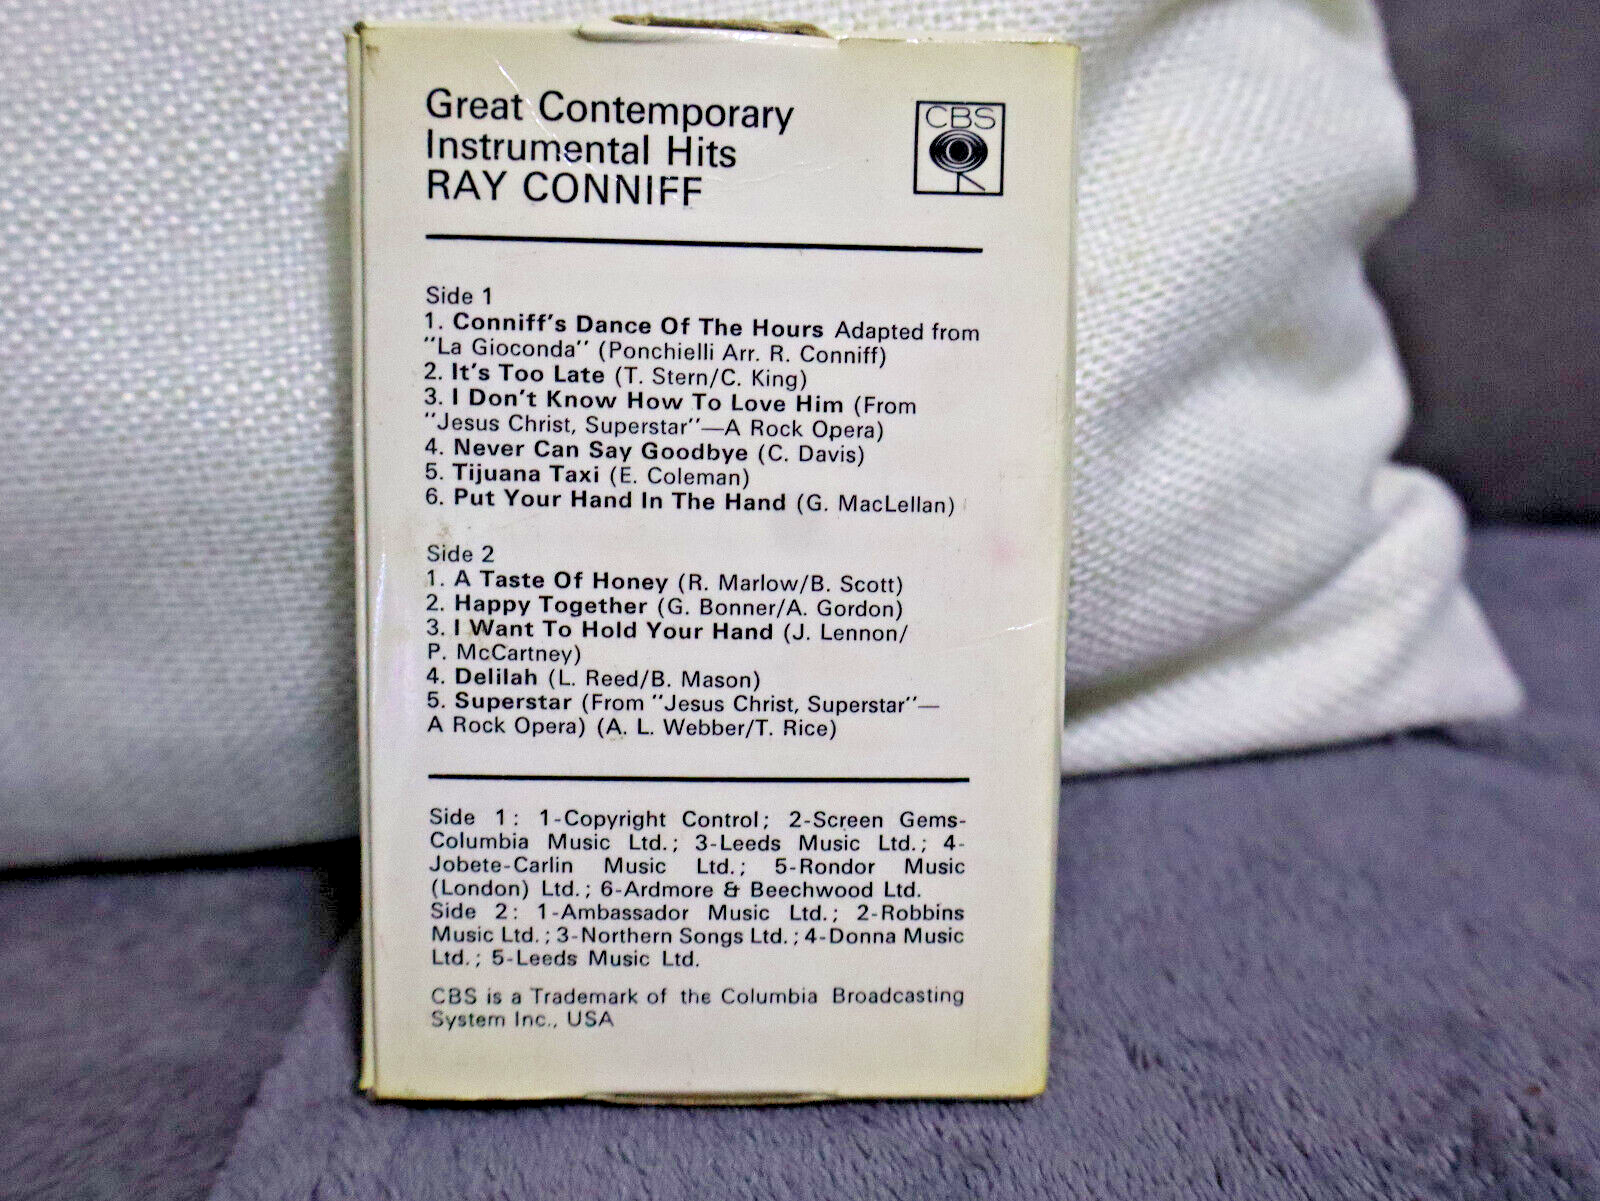 Great Contemporary
Instrumental Hits
RAY CONNIFF
CBS
Side 1
1. Conniff's Dance Of The Hours Adapted from
"La Gioconda" (Ponchielli Arr. R. Conniff)
2. It's Too Late (T. Stern/C. King)
3. I Don't Know How To Love Him (From
"Jesus Christ, Superstar"—A Rock Opera)
4. Never Can Say Goodbye (C. Davis)
5. Tijuana Taxi (E. Coleman)
6. Put Your Hand In The Hand (G. MacLellan)
Side 2
1. A Taste Of Honey (R. Marlow/B. Scott)
2. Happy Together (G. Bonner/A. Gordon)
3. I Want To Hold Your Hand (J. Lennon/
P. McCartney)
4. Delilah (L. Reed/B. Mason)
5. Superstar (From "Jesus Christ, Superstar"—
A Rock Opera) (A. L. Webber/T. Rice)
Side 1: 1-Copyright Control; 2-Screen Gems-
Columbia Music Ltd.; 3-Leeds Music Ltd.; 4-
Jobete-Carlin Music Ltd.; 5-Rondor Music
(London) Ltd.; 6-Ardmore & Beechwood Ltd.
Side 2: 1-Ambassador Music Ltd.; 2-Robbins
Music Ltd.; 3-Northern Songs Ltd.; 4-Donna Music
Ltd.; 5-Leeds Music Ltd.
CBS is a Trademark of the Columbia Broadcasting
System Inc., USA